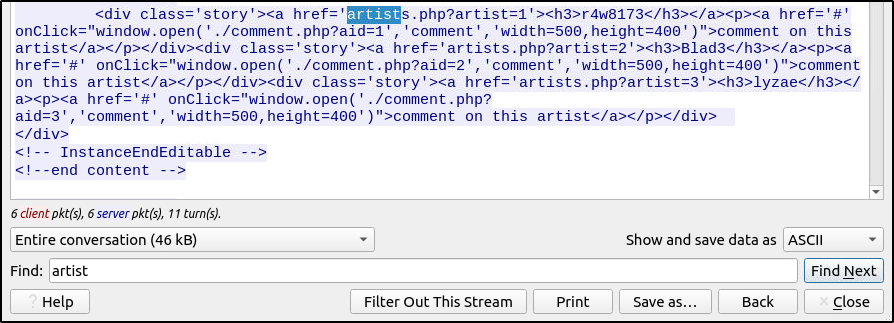 <div class='story'><a href='artists.php?artist=1'><h3>r4w8173</h3></a><p><a href='#'
onClick="window.open('./comment.php?aid=1','comment','width=500,height=400')">comment on this
artist</a></p></div><div class='story'><a href='artists.php?artist=2'><h3>Blad3</h3></a><p><a
href='#' onClick="window.open('./comment.php?aid=2','comment','width=500,height=400')">comment
on this artist</a></p></div><div class='story'><a href='artists.php?artist=3'><h3>lyzae</h3></
a><p><a href='#' onClick="window.open('./comment.php?
aid=3','comment','width=500,height=400')">comment on this artist</a></p></div>
</div>
<!-- InstanceEndEditable -->
<!--end content -->
6 client pkt(s), 6 server pkt(s), 11 turn(s).
Entire conversation (46 kB) Show and save data as ASCII
Find: artist Find Next
? Help Filter Out This Stream Print Save as… Back × Close